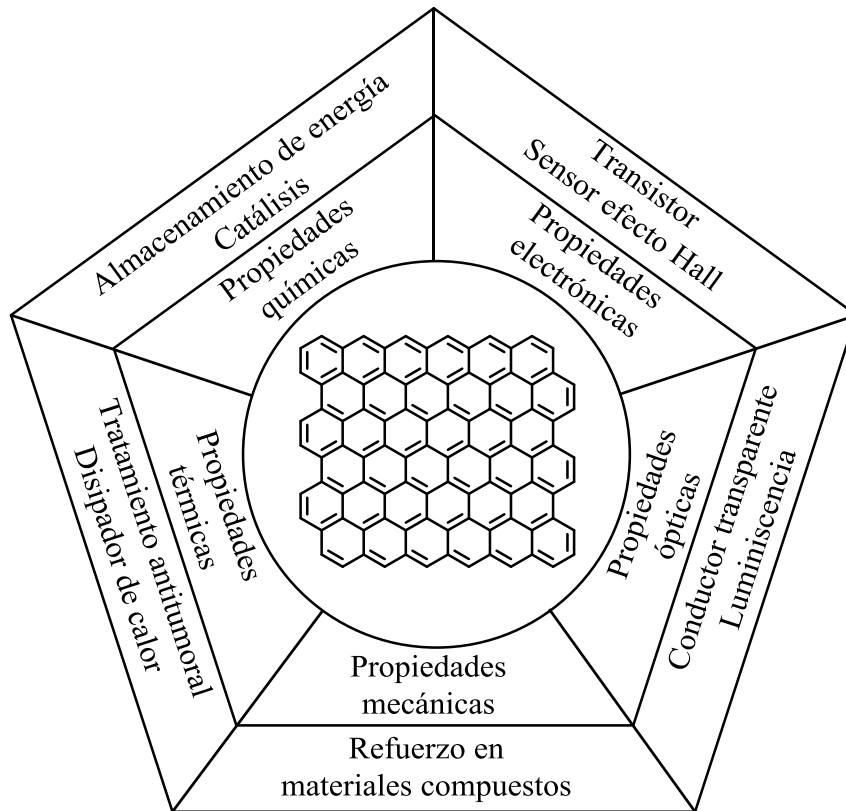 Almacenamiento de energía
Catálisis
Propiedades
químicas
Transistor
Sensor efecto Hall
Propiedades
electrónicas
Tratamiento antitumoral
Disipador de calor
Propiedades
térmicas
Propiedades
ópticas
Conductor transparente
Luminiscencia
Propiedades
mecánicas
Refuerzo en
materiales compuestos